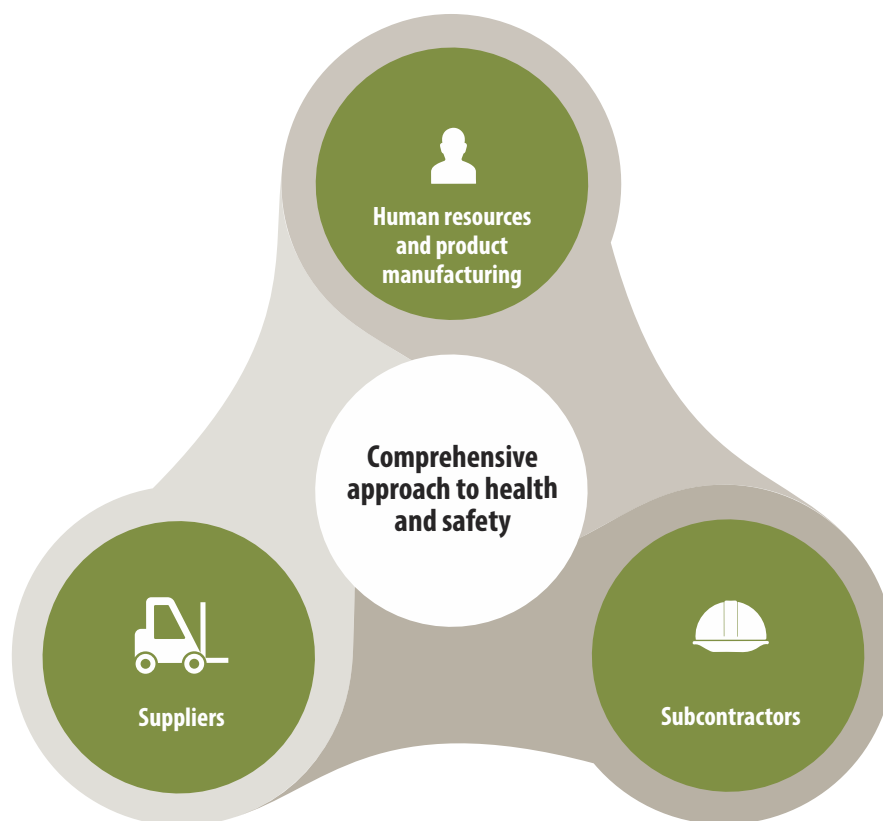 Human resources
and product
manufacturing
Comprehensive
approach to health
and safety
Suppliers
Subcontractors